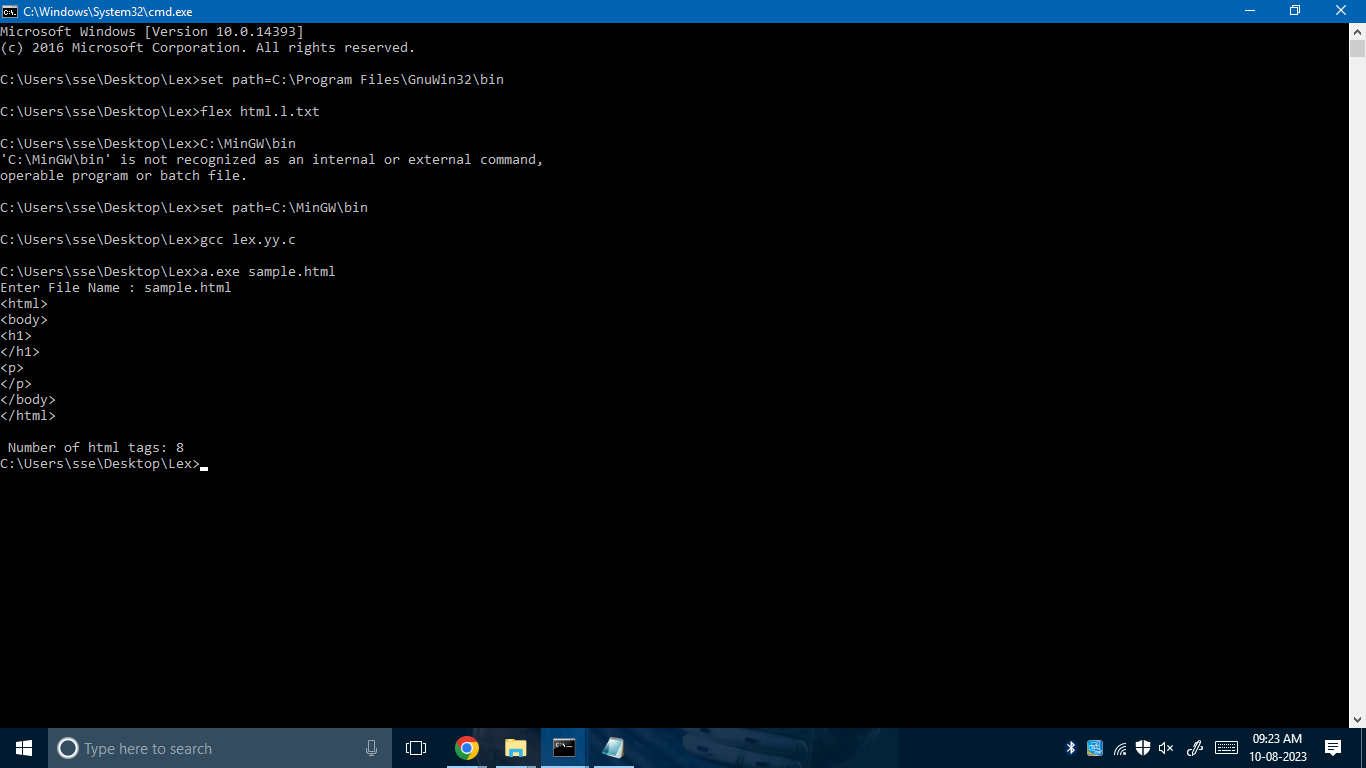 C:\Windows\System32\cmd.exe
Microsoft Windows [Version 10.0.14393]
(c) 2016 Microsoft Corporation. All rights reserved.
C:\Users\sse\Desktop\Lex>set path=C:\Program Files\GnuWin32\bin
C:\Users\sse\Desktop\Lex>flex html.l.txt
C:\Users\sse\Desktop\Lex>C:\MinGW\bin
'C:\MinGW\bin' is not recognized as an internal or external command,
operable program or batch file.
C:\Users\sse\Desktop\Lex>set path=C:\MinGW\bin
C:\Users\sse\Desktop\Lex>gcc lex.yy.c
C:\Users\sse\Desktop\Lex>a.exe sample.html
Enter File Name : sample.html
<html>
<body>
<h1>
</h1>
<p>
</p>
</body>
</html>
Number of html tags: 8
C:\Users\sse\Desktop\Lex>
Type here to search
09:23 AM
10-08-2023